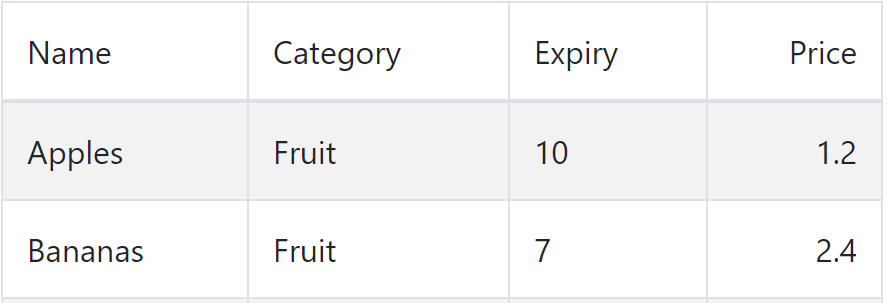 Name Category Expiry Price
Apples Fruit 10 1.2
Bananas Fruit 7 2.4